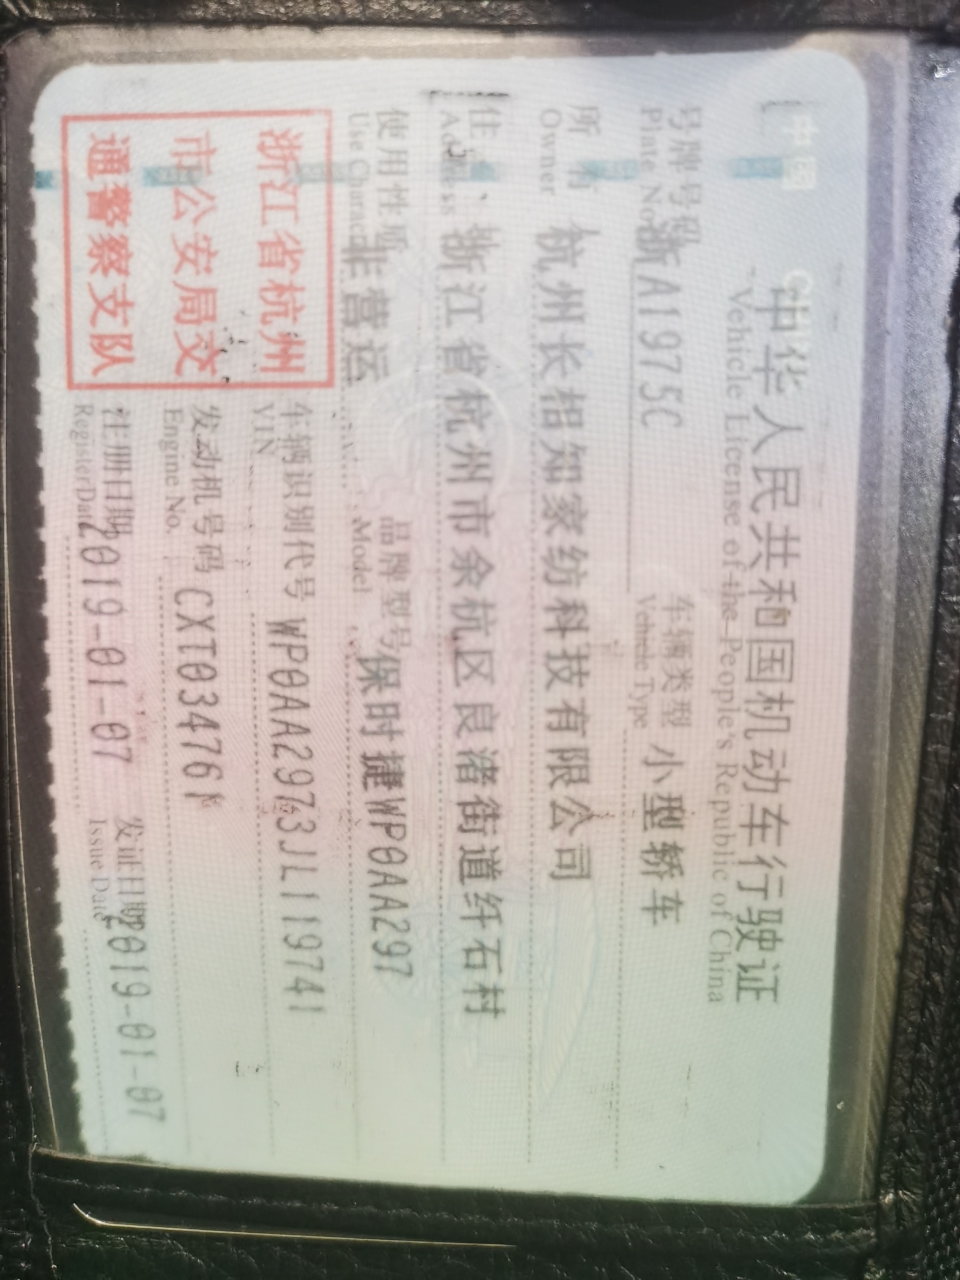 中华人民共和国机动车行驶证
Vehicle License of the People's Republic of China
号牌号码 浙A1975C 车辆类型 小型轿车
Plate No. Vehicle Type
所有人 杭州长相知家纺科技有限公司
Owner
住址 浙江省杭州市余杭区良渚街道纤石村
Address
使用性质 非营运 品牌型号 保时捷WP0AA297
Use Character Model
浙江省杭州
市公安局交
通警察支队
车辆识别代号 WP0AA2973JL119741
VIN
发动机号码 CXT034761
Engine No.
注册日期 2019-01-07 发证日期 2019-01-07
Register Date Issue Date